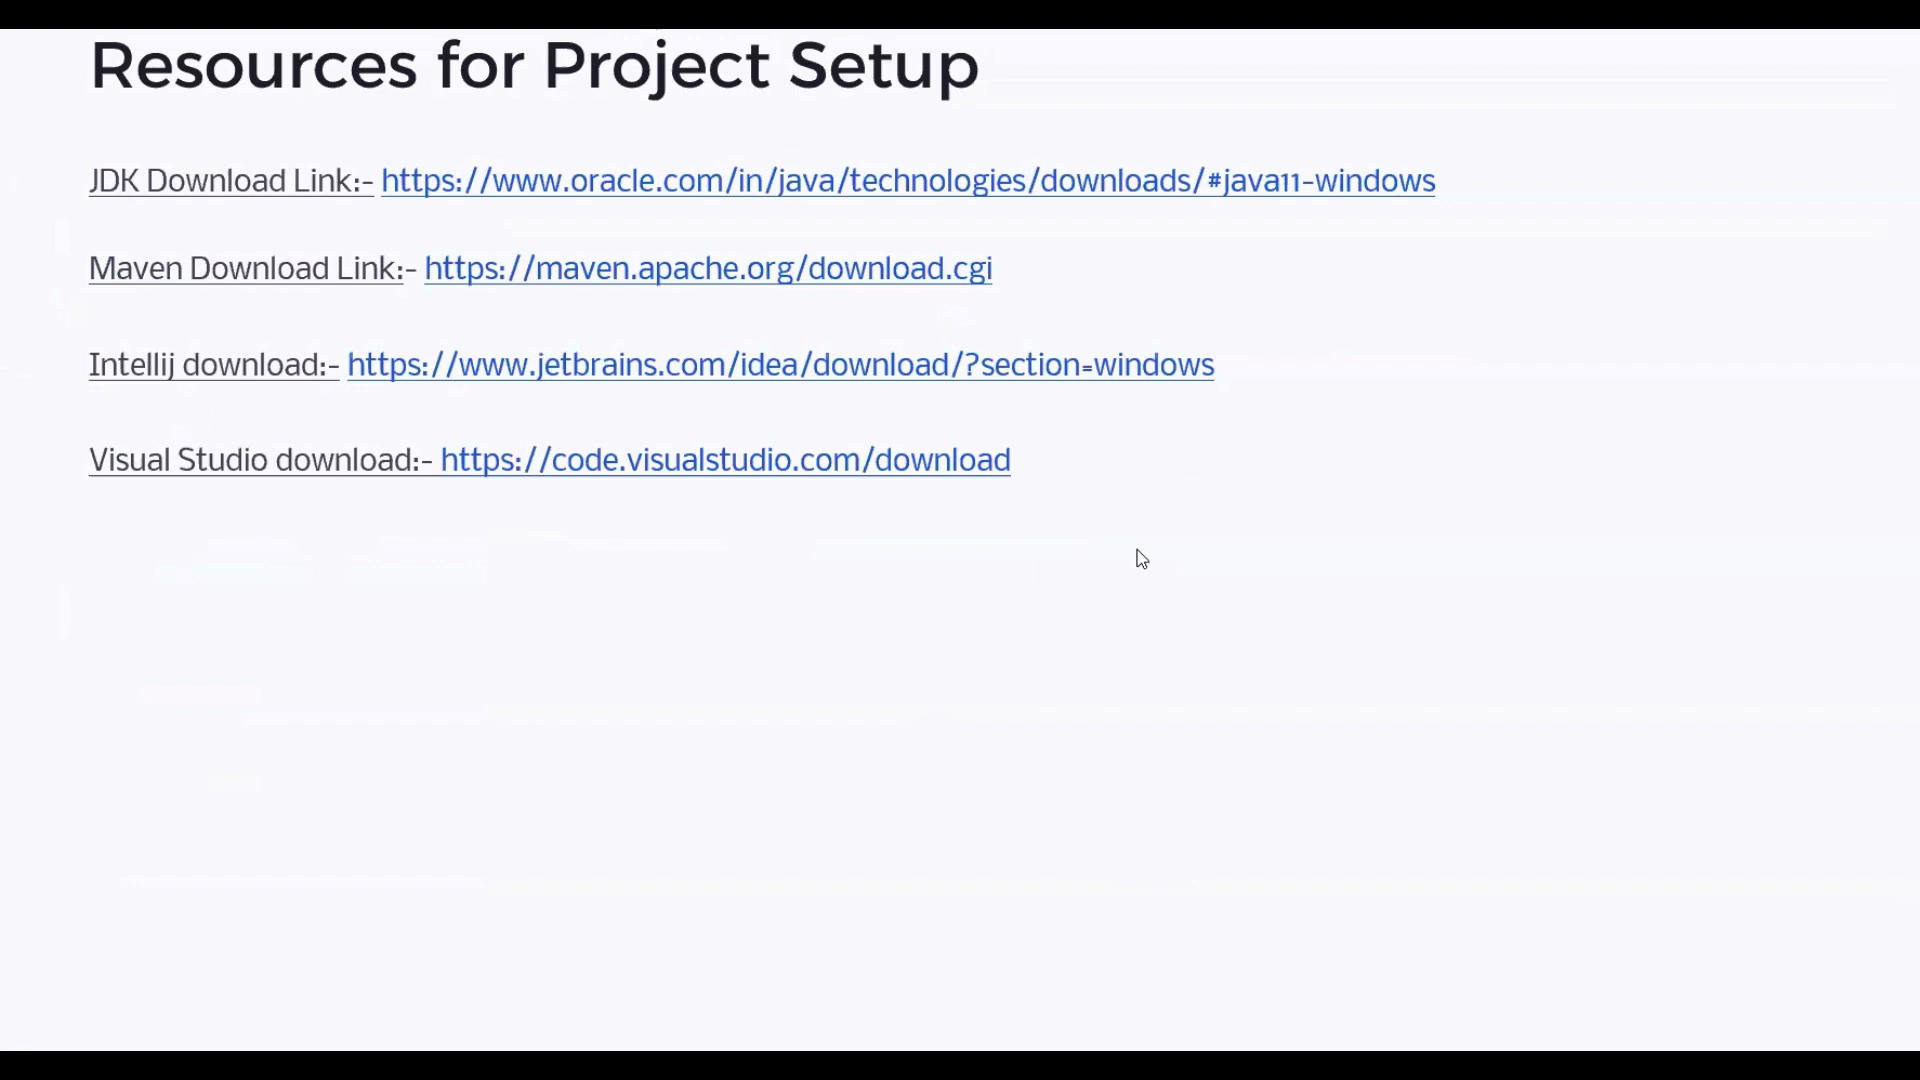 Resources for Project Setup
JDK Download Link:- https://www.oracle.com/in/java/technologies/downloads/#java11-windows
Maven Download Link:- https://maven.apache.org/download.cgi
Intellij download:- https://www.jetbrains.com/idea/download/?section=windows
Visual Studio download:- https://code.visualstudio.com/download